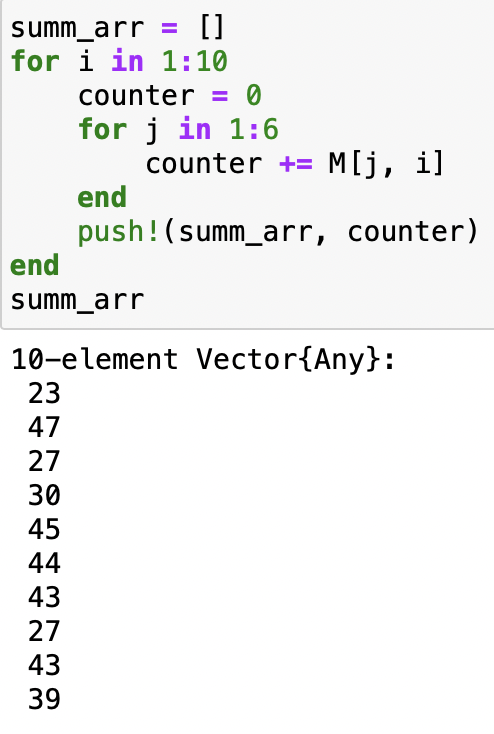 summ_arr = []
for i in 1:10
    counter = 0
    for j in 1:6
        counter += M[j, i]
    end
    push!(summ_arr, counter)
end
summ_arr
10-element Vector{Any}:
 23
 47
 27
 30
 45
 44
 43
 27
 43
 39